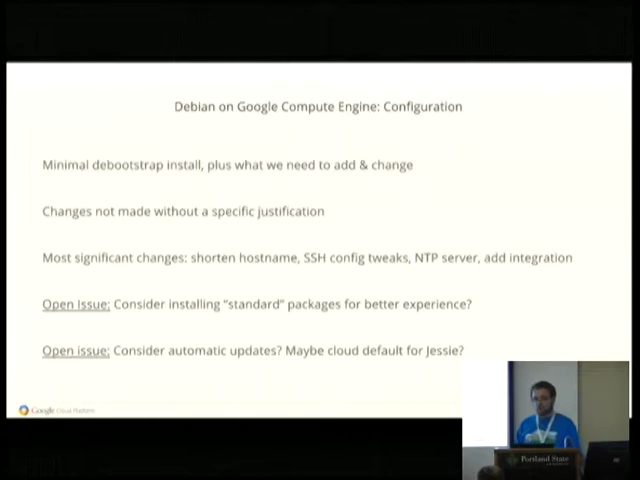 Debian on Google Compute Engine: Configuration
Minimal debootstrap install, plus what we need to add & change
Changes not made without a specific justification
Most significant changes: shorten hostname, SSH config tweaks, NTP server, add integration
Open Issue: Consider installing "standard" packages for better experience?
Open issue: Consider automatic updates? Maybe cloud default for Jessie?
Google Cloud Platform
Portland State